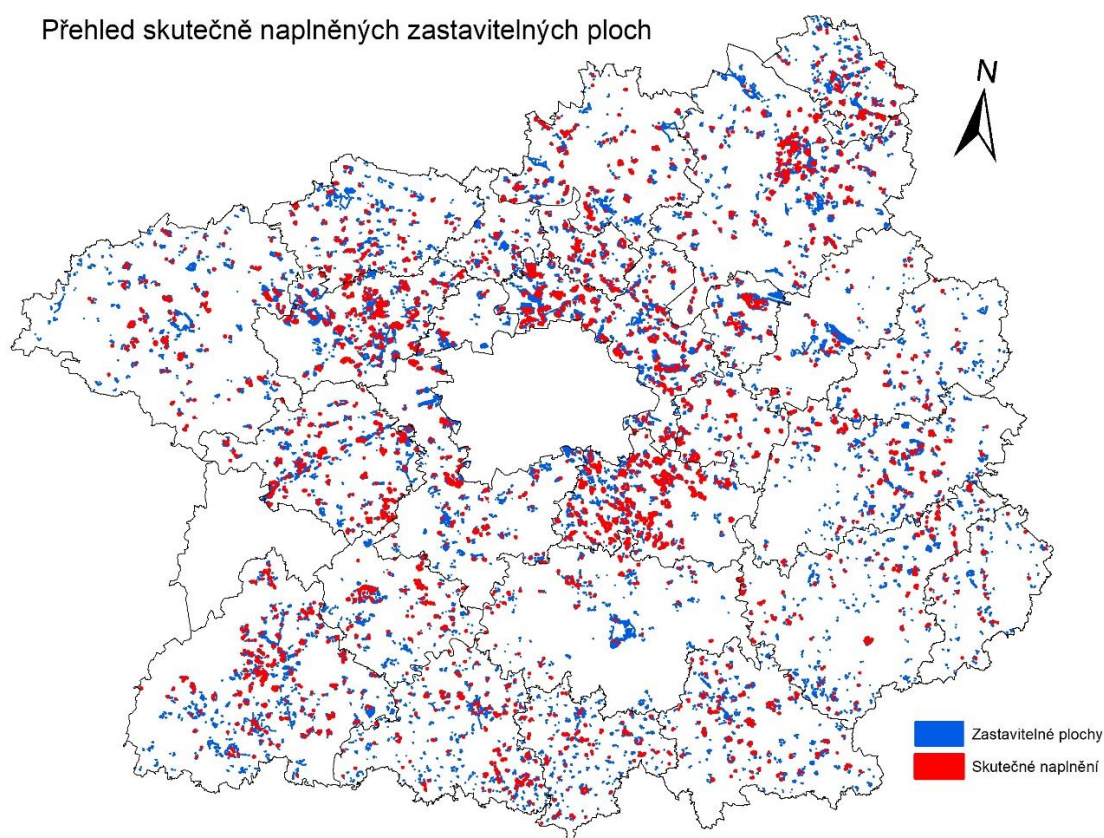 Přehled skutečně naplněných zastavitelných ploch
N
Zastavitelné plochy
Skutečné naplnění